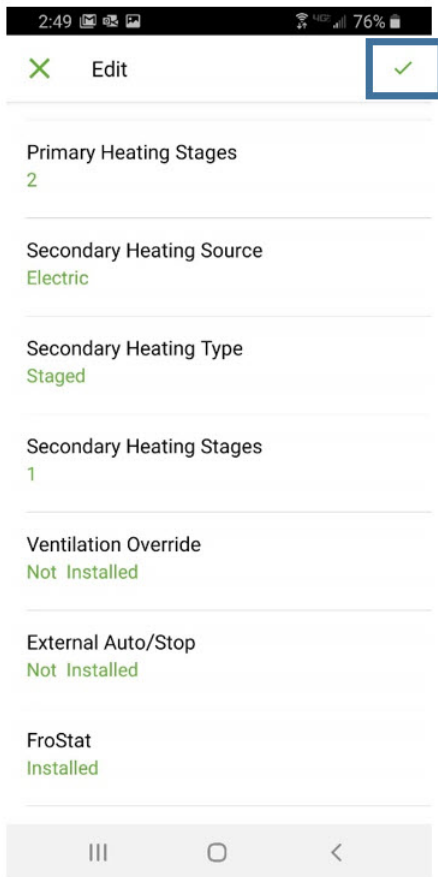 2:49 76%
Edit
Primary Heating Stages
2
Secondary Heating Source
Electric
Secondary Heating Type
Staged
Secondary Heating Stages
1
Ventilation Override
Not Installed
External Auto/Stop
Not Installed
FroStat
Installed